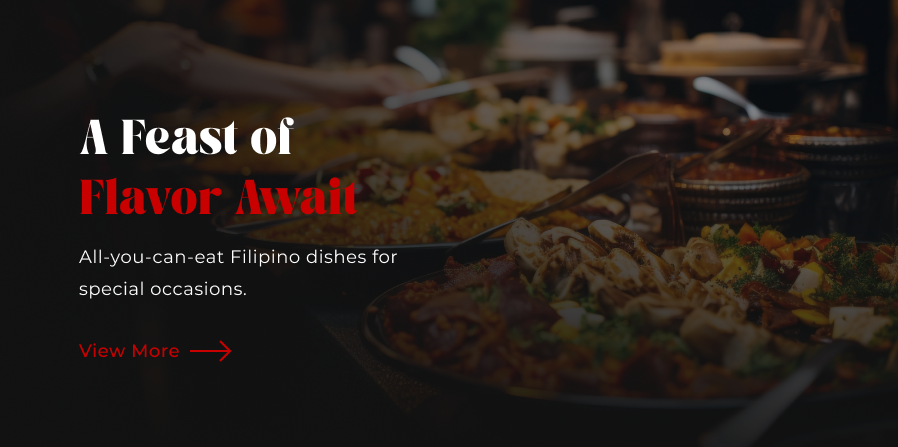 A Feast of
Flavor Await
All-you-can-eat Filipino dishes for
special occasions.
View More